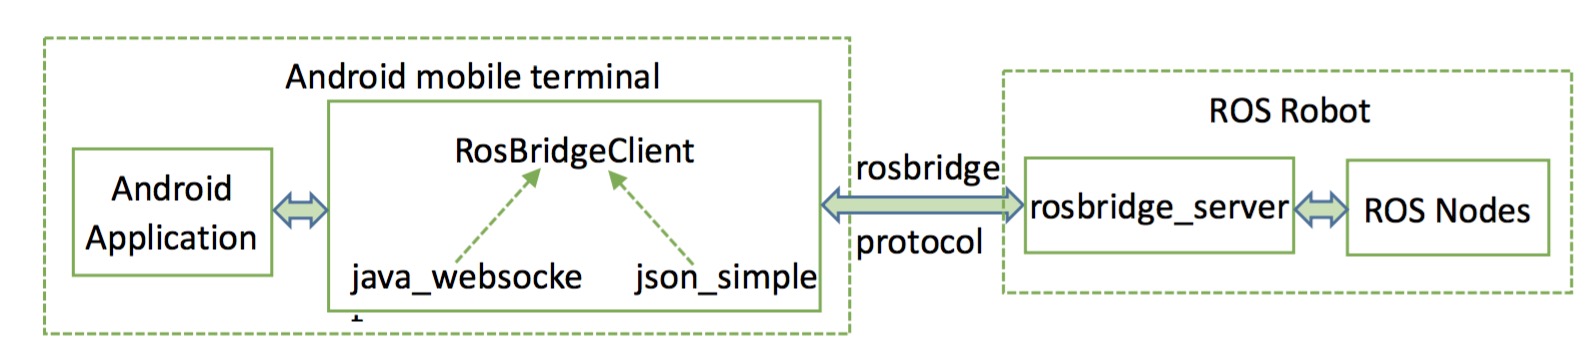 Android mobile terminal
RosBridgeClient
Android
Application
java_websocke
t
json_simple
rosbridge
protocol
ROS Robot
rosbridge_server
ROS Nodes